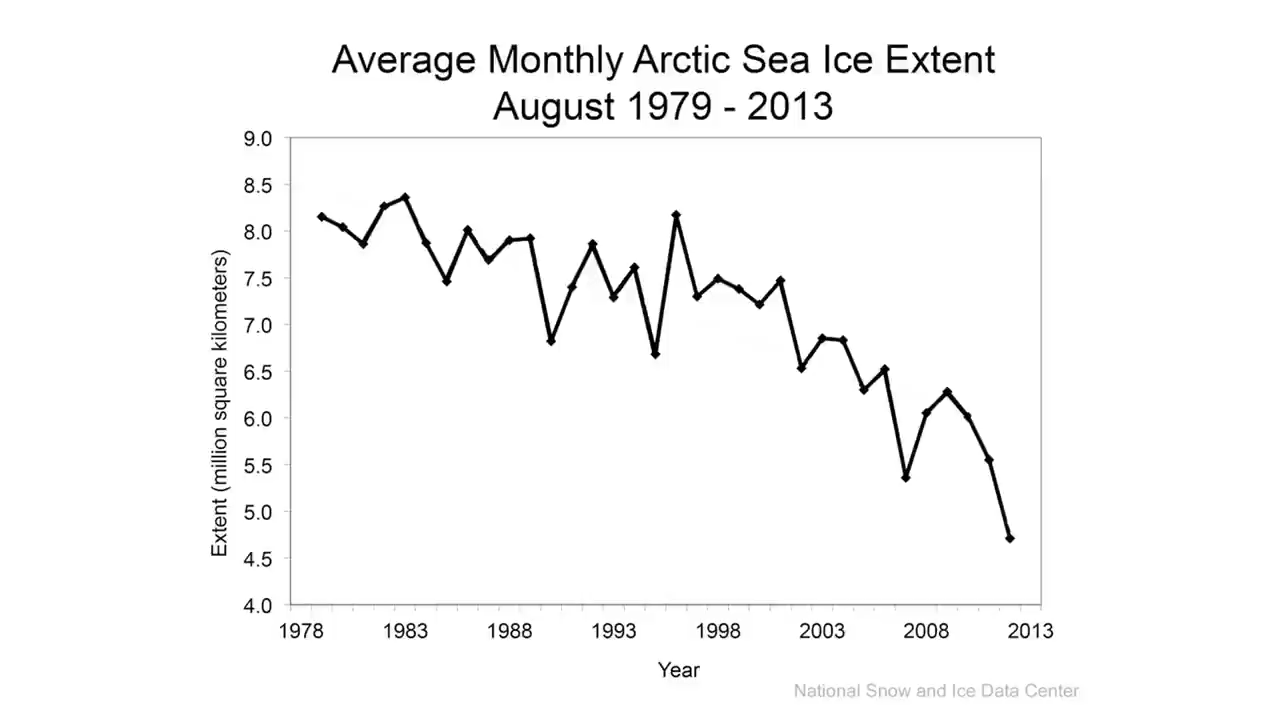 Average Monthly Arctic Sea Ice Extent
August 1979 - 2013
9.0
8.5
8.0
7.5
7.0
6.5
6.0
5.5
5.0
4.5
4.0
Extent (million square kilometers)
1978 1983 1988 1993 1998 2003 2008 2013
Year
National Snow and Ice Data Center